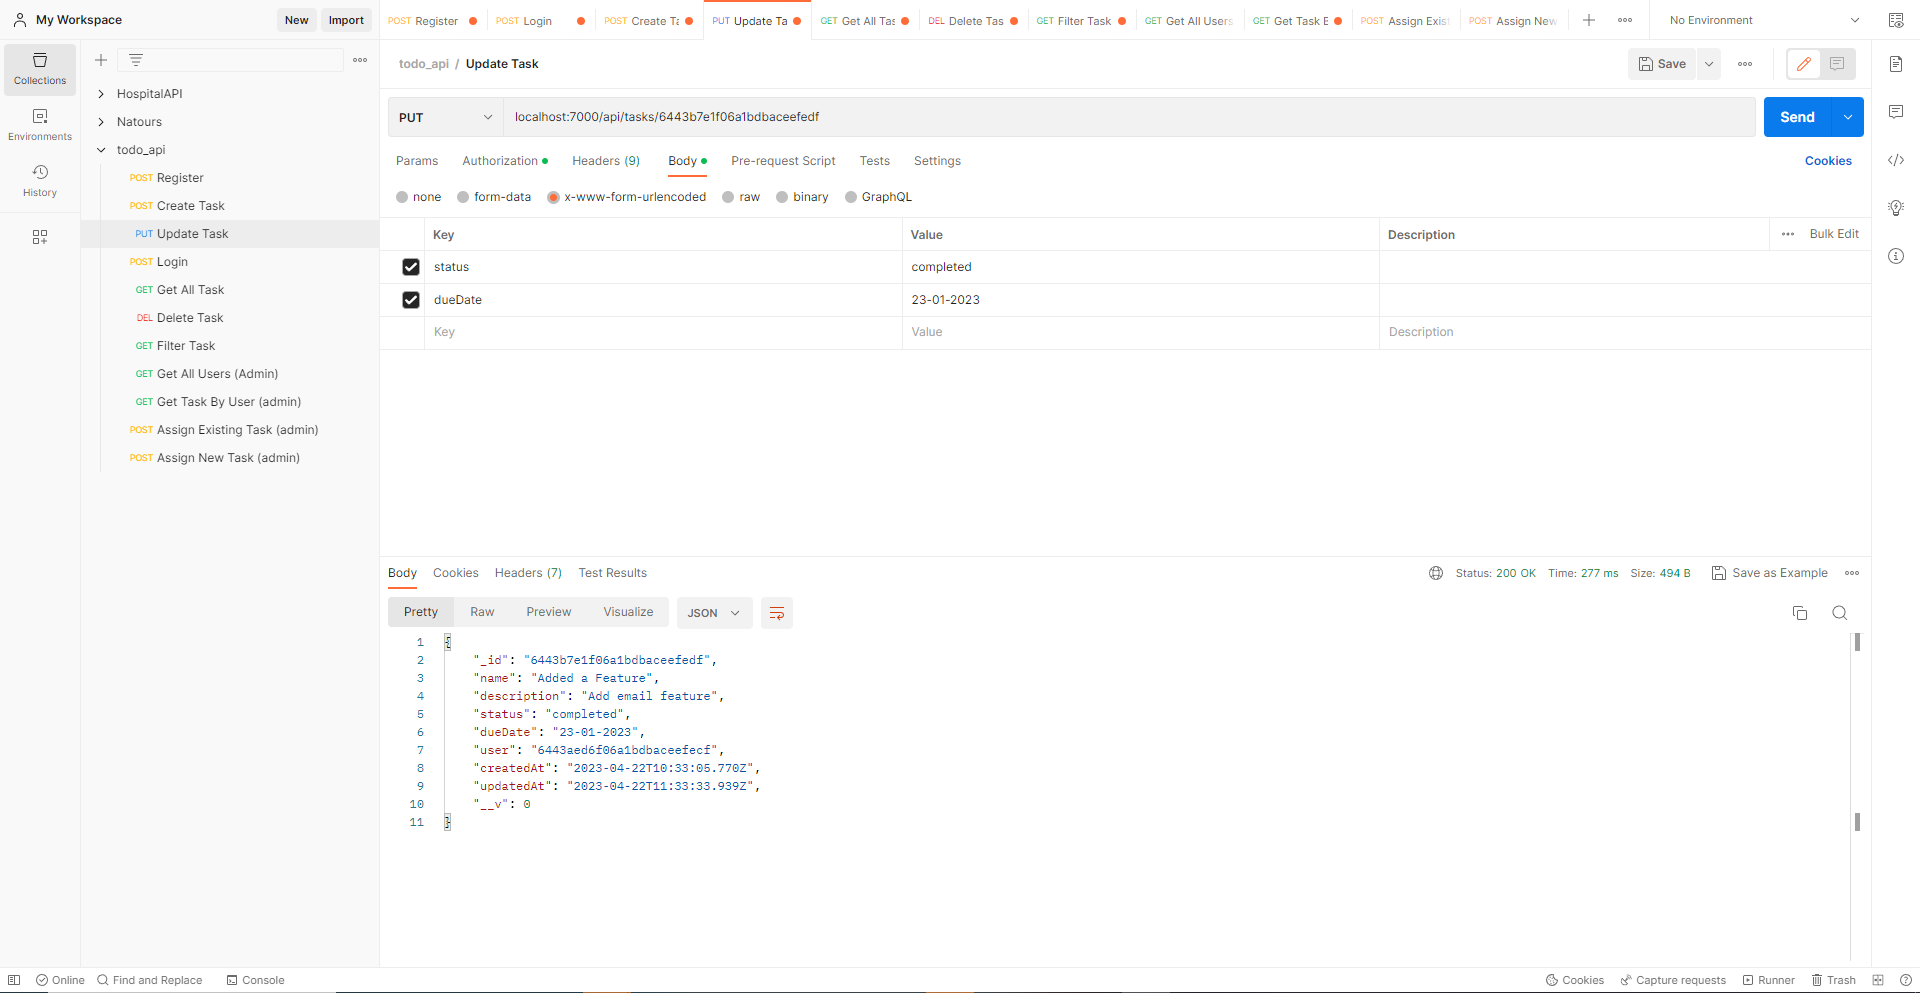 My Workspace
New
Import
POST Register
POST Login
POST Create Ta
PUT Update Ta
GET Get All Tas
DEL Delete Tas
GET Filter Task
GET Get All Users
GET Get Task B
POST Assign Exist
POST Assign New
No Environment
Collections
Environments
History
HospitalAPI
Natours
todo_api
POST Register
POST Create Task
PUT Update Task
POST Login
GET Get All Task
DEL Delete Task
GET Filter Task
GET Get All Users (Admin)
GET Get Task By User (admin)
POST Assign Existing Task (admin)
POST Assign New Task (admin)
todo_api / Update Task
Save
PUT
localhost:7000/api/tasks/6443b7e1f06a1bdbaceefedf
Send
Params
Authorization
Headers (9)
Body
Pre-request Script
Tests
Settings
Cookies
none
form-data
x-www-form-urlencoded
raw
binary
GraphQL
Key Value Description
Bulk Edit
status completed
dueDate 23-01-2023
Key Value Description
Body
Cookies
Headers (7)
Test Results
Status: 200 OK Time: 277 ms Size: 494 B
Save as Example
Pretty
Raw
Preview
Visualize
JSON
1 {
2 "_id": "6443b7e1f06a1bdbaceefedf",
3 "name": "Added a Feature",
4 "description": "Add email feature",
5 "status": "completed",
6 "dueDate": "23-01-2023",
7 "user": "6443aed6f06a1bdbaceefecf",
8 "createdAt": "2023-04-22T10:33:05.770Z",
9 "updatedAt": "2023-04-22T11:33:33.939Z",
10 "__v": 0
11 }
Online
Find and Replace
Console
Cookies
Capture requests
Runner
Trash